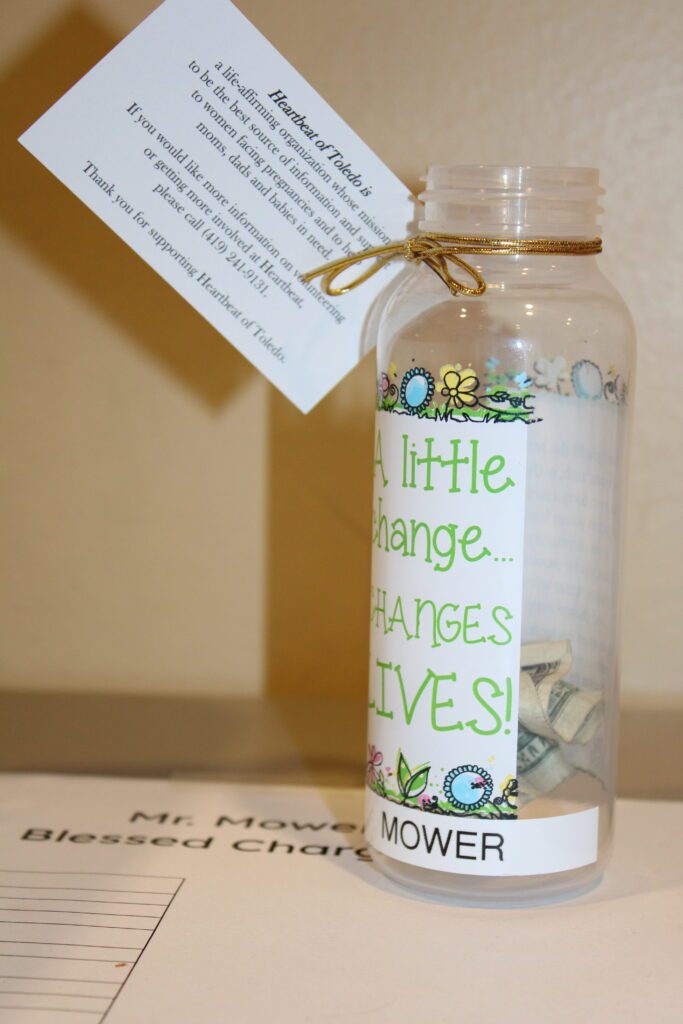 Heartbeat of Toledo is
a life-affirming organization whose mission
to be the best source of information and
to women facing pregnancies and to
moms, dads and babies in need.
If you would like more information on volunteering
or getting more involved at Heartbeat,
please call (419) 241-9131.
Thank you for supporting Heartbeat of Toledo.
A little
change...
CHANGES
LIVES!
MOWER
Mr. Mower
Blessed